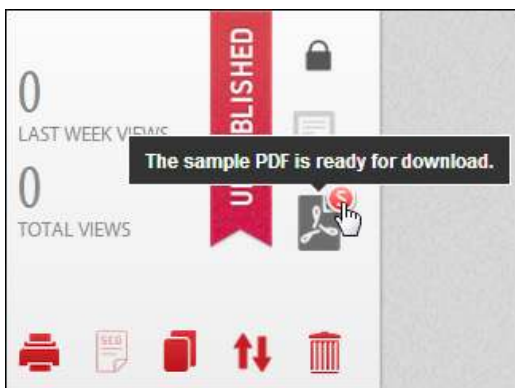 0
LAST WEEK VIEWS
The sample PDF is ready for download.
0
TOTAL VIEWS
S
SEO